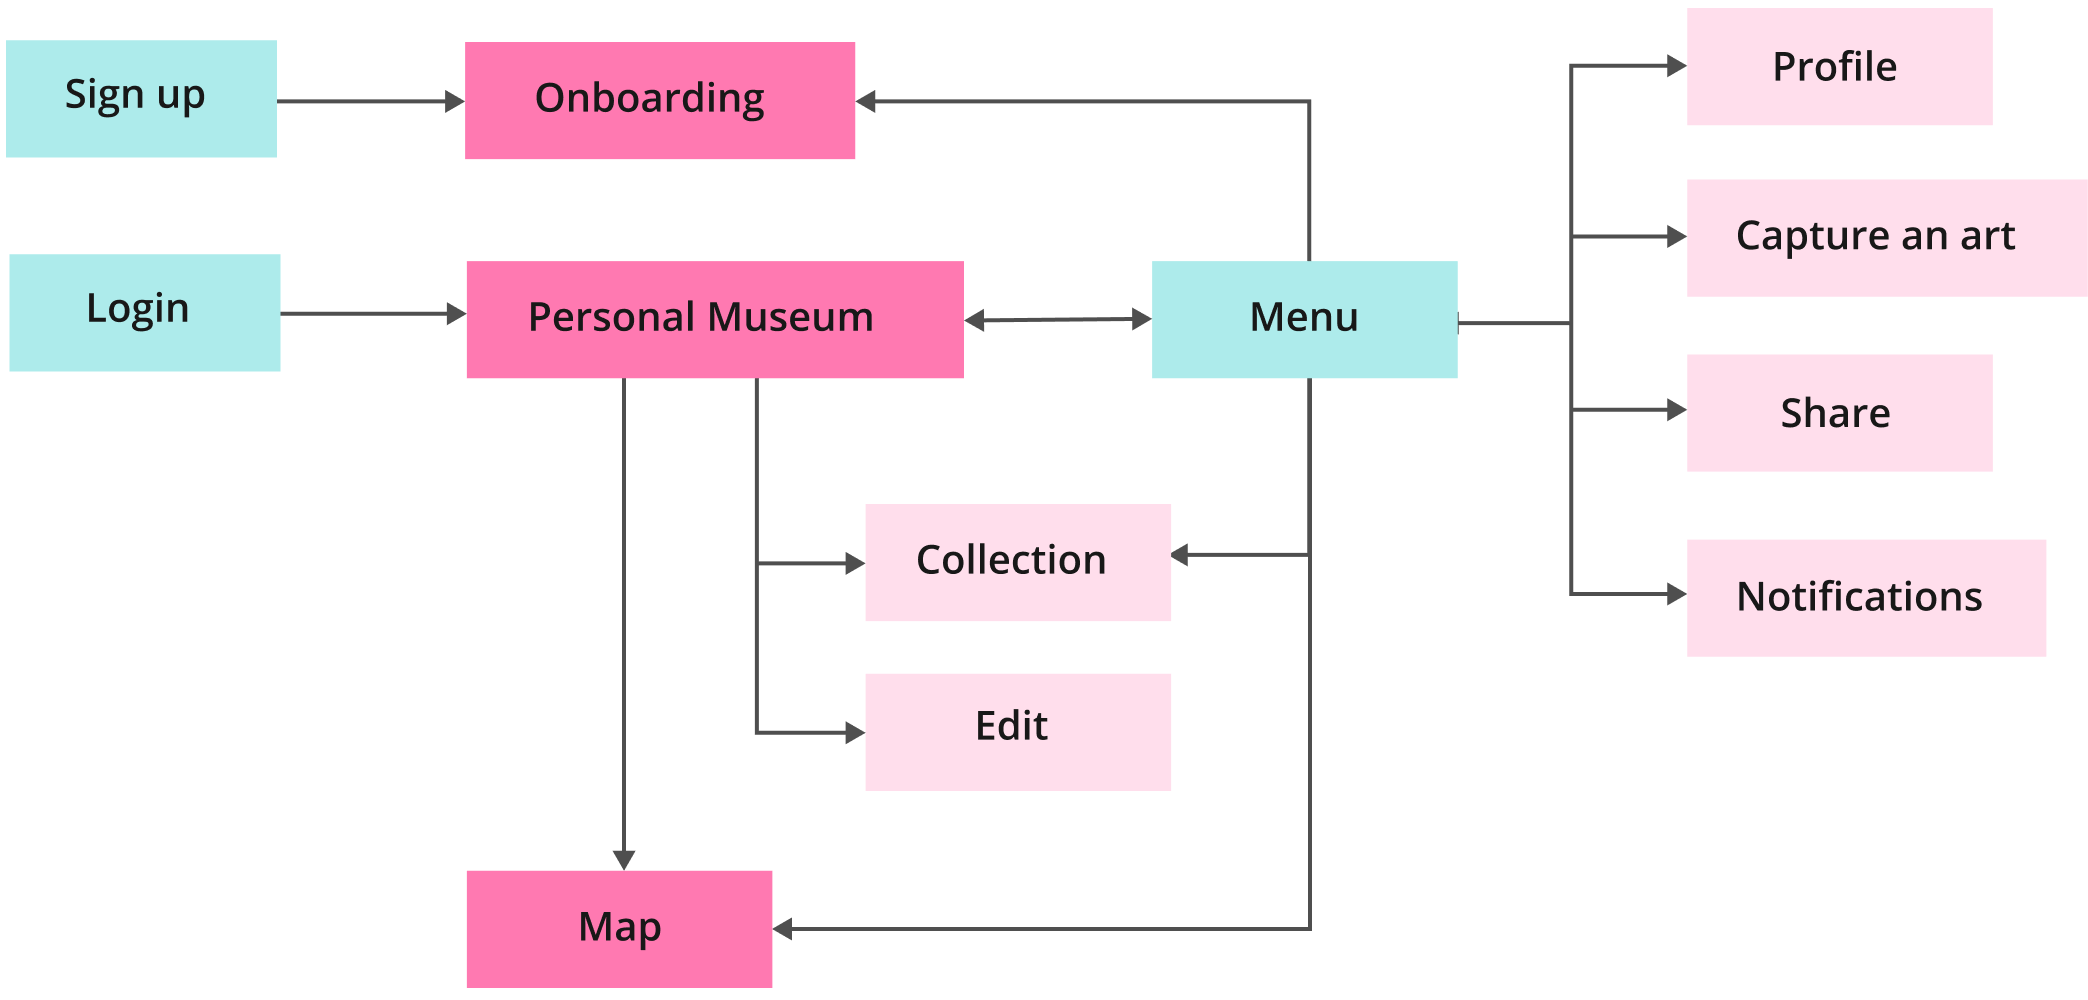 Sign up
Onboarding
Profile
Capture an art
Login
Personal Museum
Menu
Share
Collection
Notifications
Edit
Map